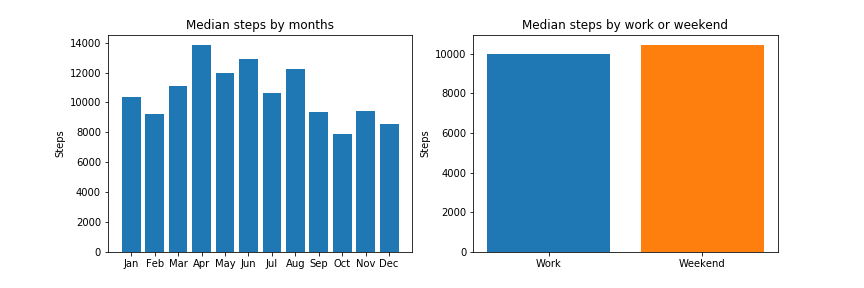 Median steps by months
14000
12000
10000
8000
6000
4000
2000
0
Steps
Jan Feb Mar Apr May Jun Jul Aug Sep Oct Nov Dec
Median steps by work or weekend
10000
8000
6000
4000
2000
0
Steps
Work Weekend